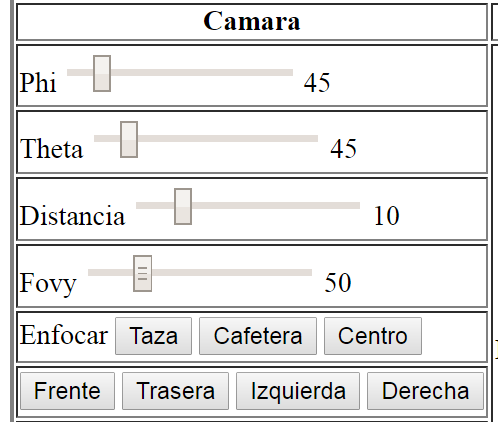 Camara
Phi 45
Theta 45
Distancia 10
Fovy 50
Enfocar Taza Cafetera Centro
Frente Trasera Izquierda Derecha